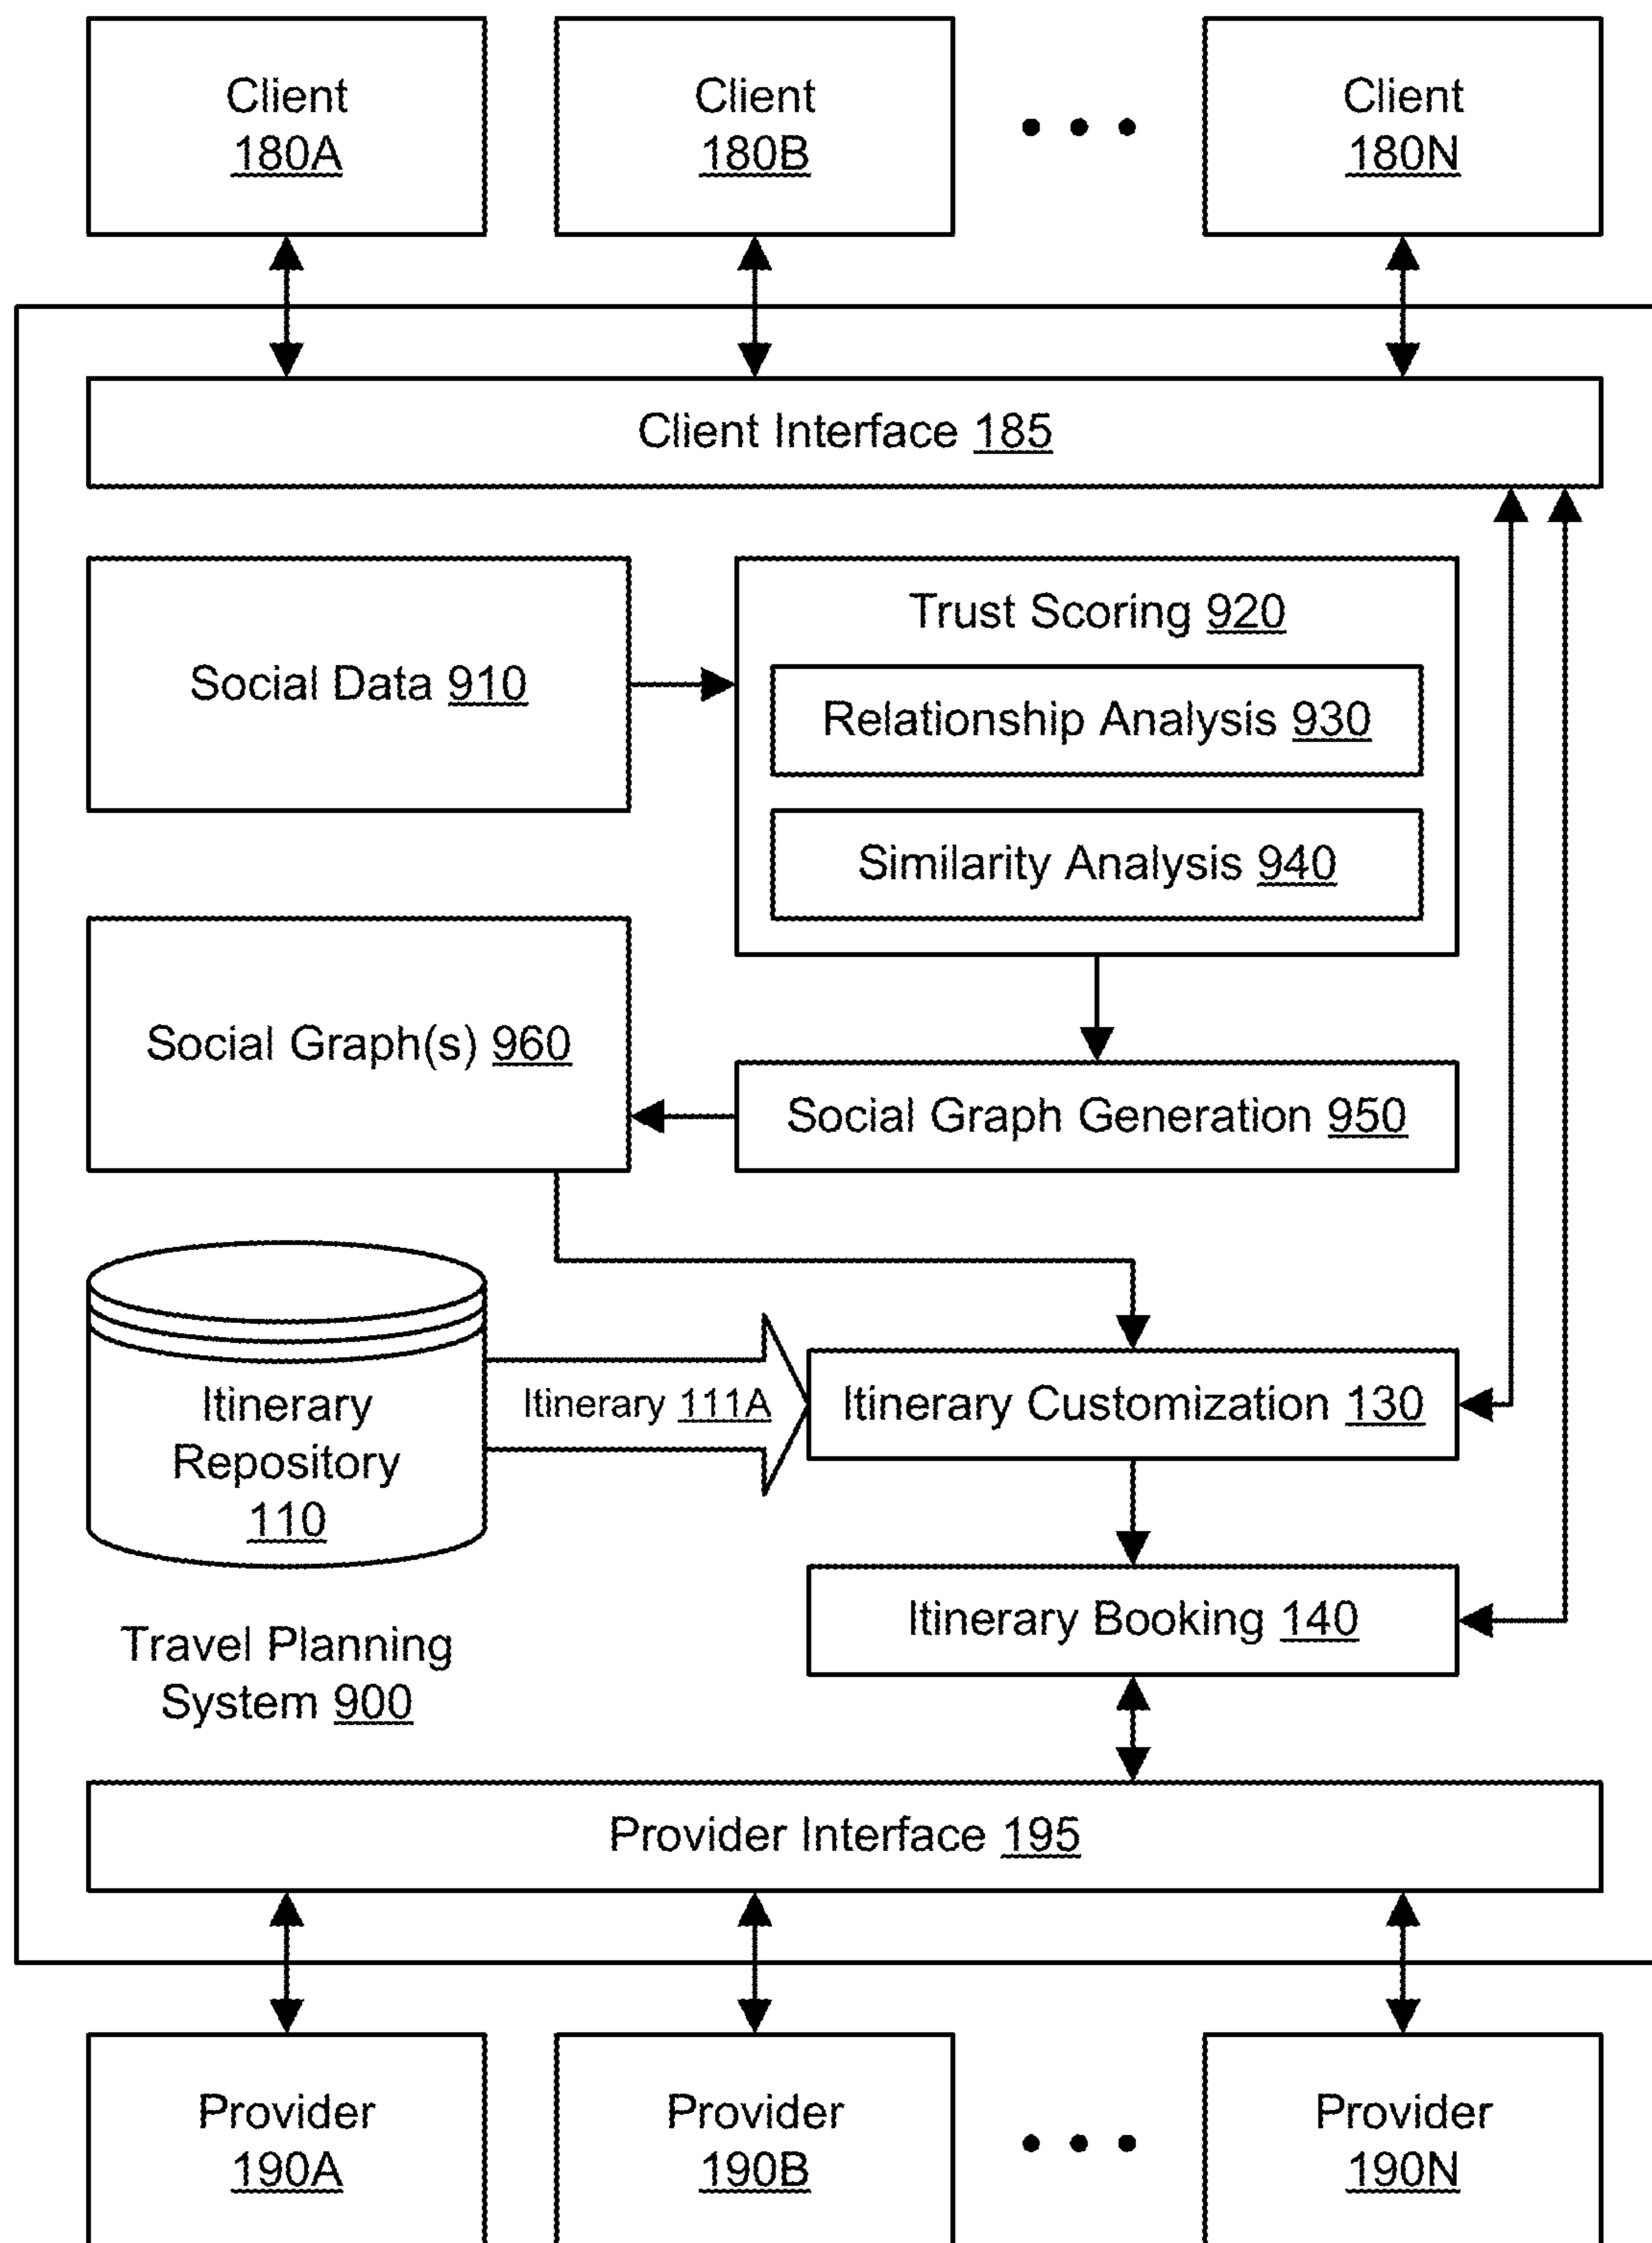 Client
180A
Client
180B
Client
180N
Client Interface 185
Social Data 910
Trust Scoring 920
Relationship Analysis 930
Similarity Analysis 940
Social Graph(s) 960
Social Graph Generation 950
Itinerary
Repository
110
Itinerary 111A
Itinerary Customization 130
Itinerary Booking 140
Travel Planning
System 900
Provider Interface 195
Provider
190A
Provider
190B
Provider
190N